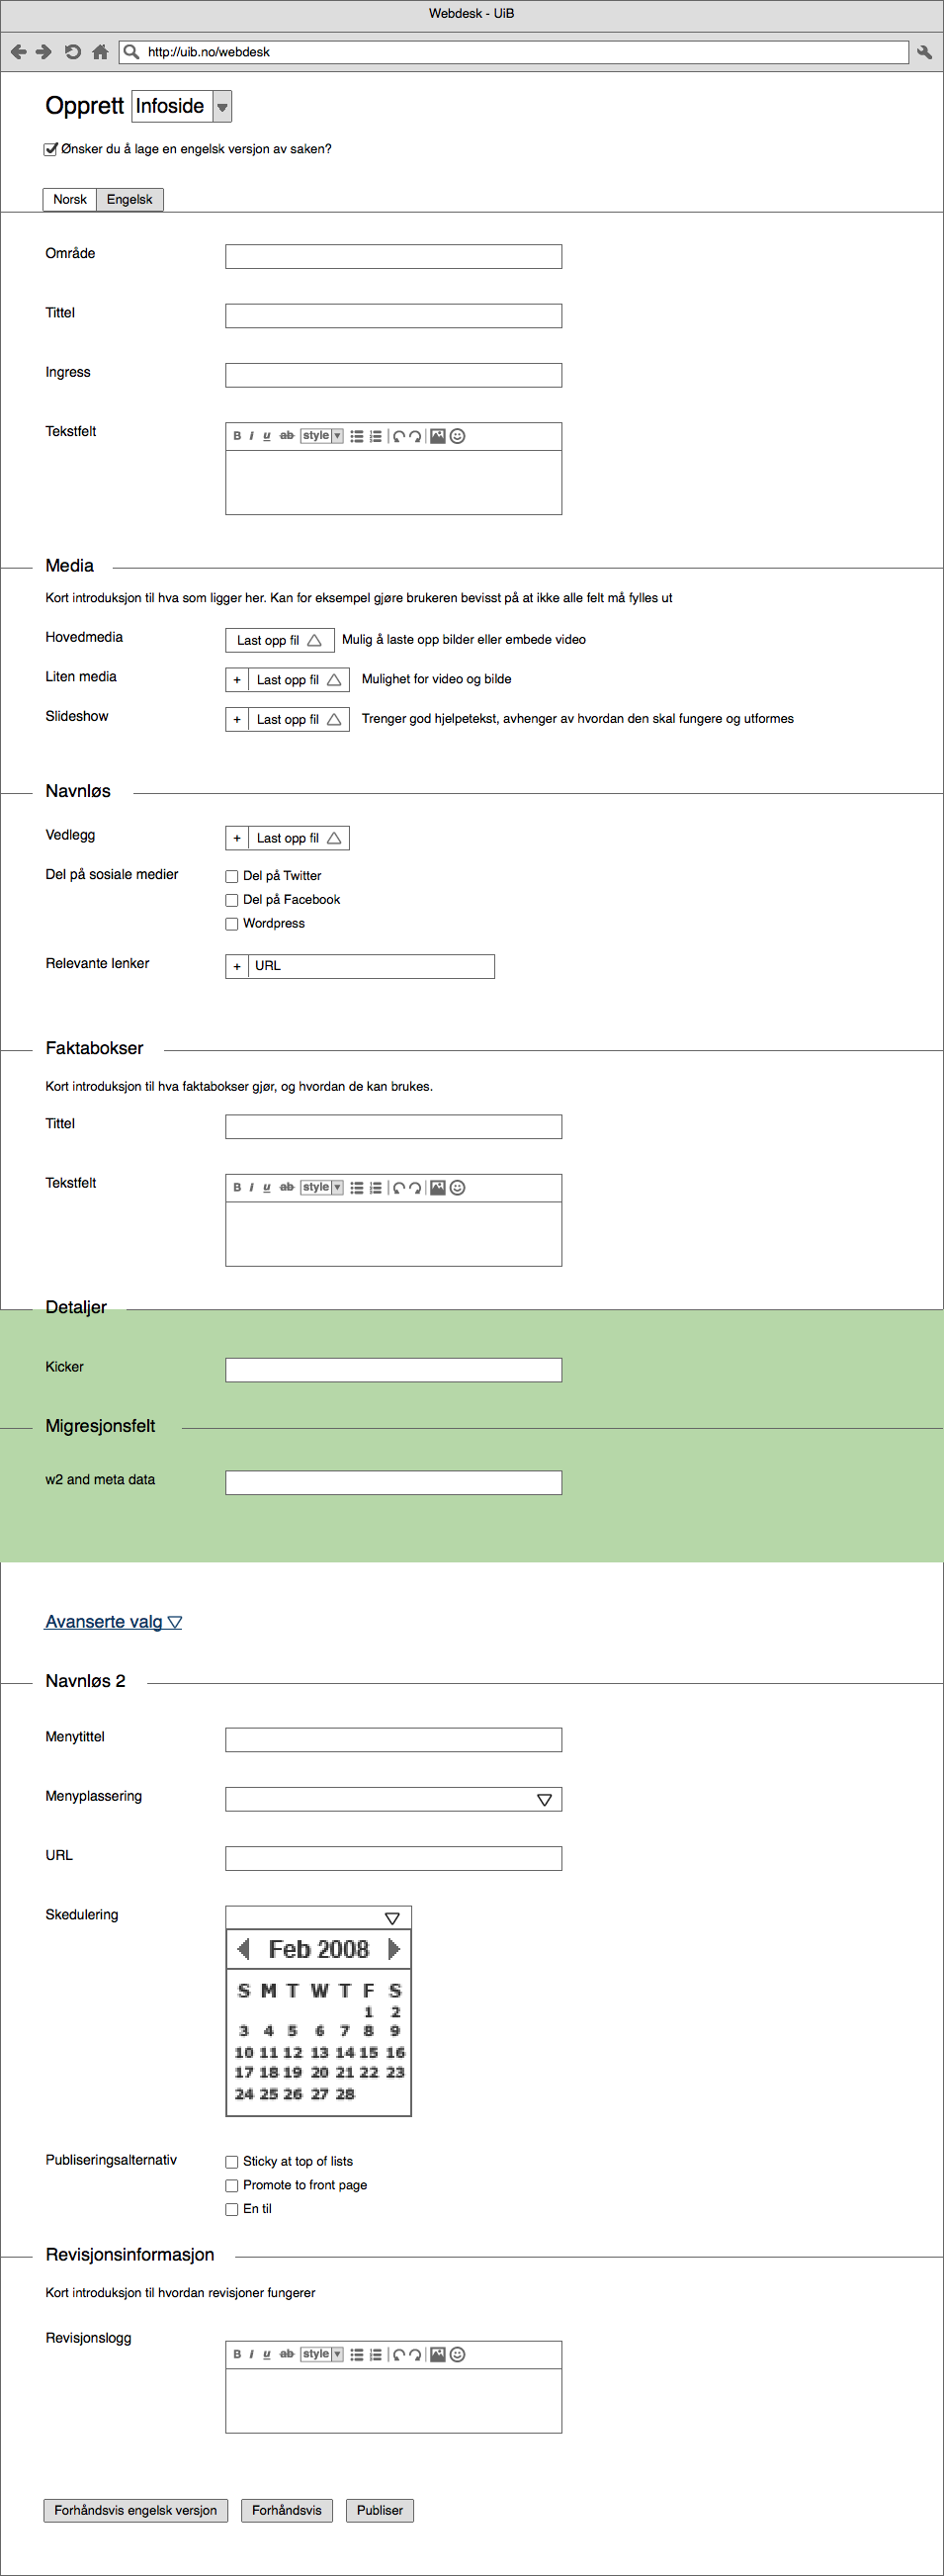 Webdesk - UiB
http://uib.no/webdesk
Opprett Infoside
Ønsker du å lage en engelsk versjon av saken?
Norsk Engelsk
Område
Tittel
Ingress
Tekstfelt
B I u ab style
Media
Kort introduksjon til hva som ligger her. Kan for eksempel gjøre brukeren bevisst på at ikke alle felt må fylles ut
Hovedmedia Last opp fil Mulig å laste opp bilder eller embede video
Liten media + Last opp fil Mulighet for video og bilde
Slideshow + Last opp fil Trenger god hjelpetekst, avhenger av hvordan den skal fungere og utformes
Navnløs
Vedlegg + Last opp fil
Del på sosiale medier Del på Twitter
Del på Facebook
Wordpress
Relevante lenker + URL
Faktabokser
Kort introduksjon til hva faktabokser gjør, og hvordan de kan brukes.
Tittel
Tekstfelt
B I u ab style
Detaljer
Kicker
Migresjonsfelt
w2 and meta data
Avanserte valg
Navnløs 2
Menytittel
Menyplassering
URL
Skedulering
Feb 2008
S M T W T F S
1 2
3 4 5 6 7 8 9
10 11 12 13 14 15 16
17 18 19 20 21 22 23
24 25 26 27 28
Publiseringsalternativ Sticky at top of lists
Promote to front page
En til
Revisjonsinformasjon
Kort introduksjon til hvordan revisjoner fungerer
Revisjonslogg
B I u ab style
Forhåndsvis engelsk versjon Forhåndsvis Publiser